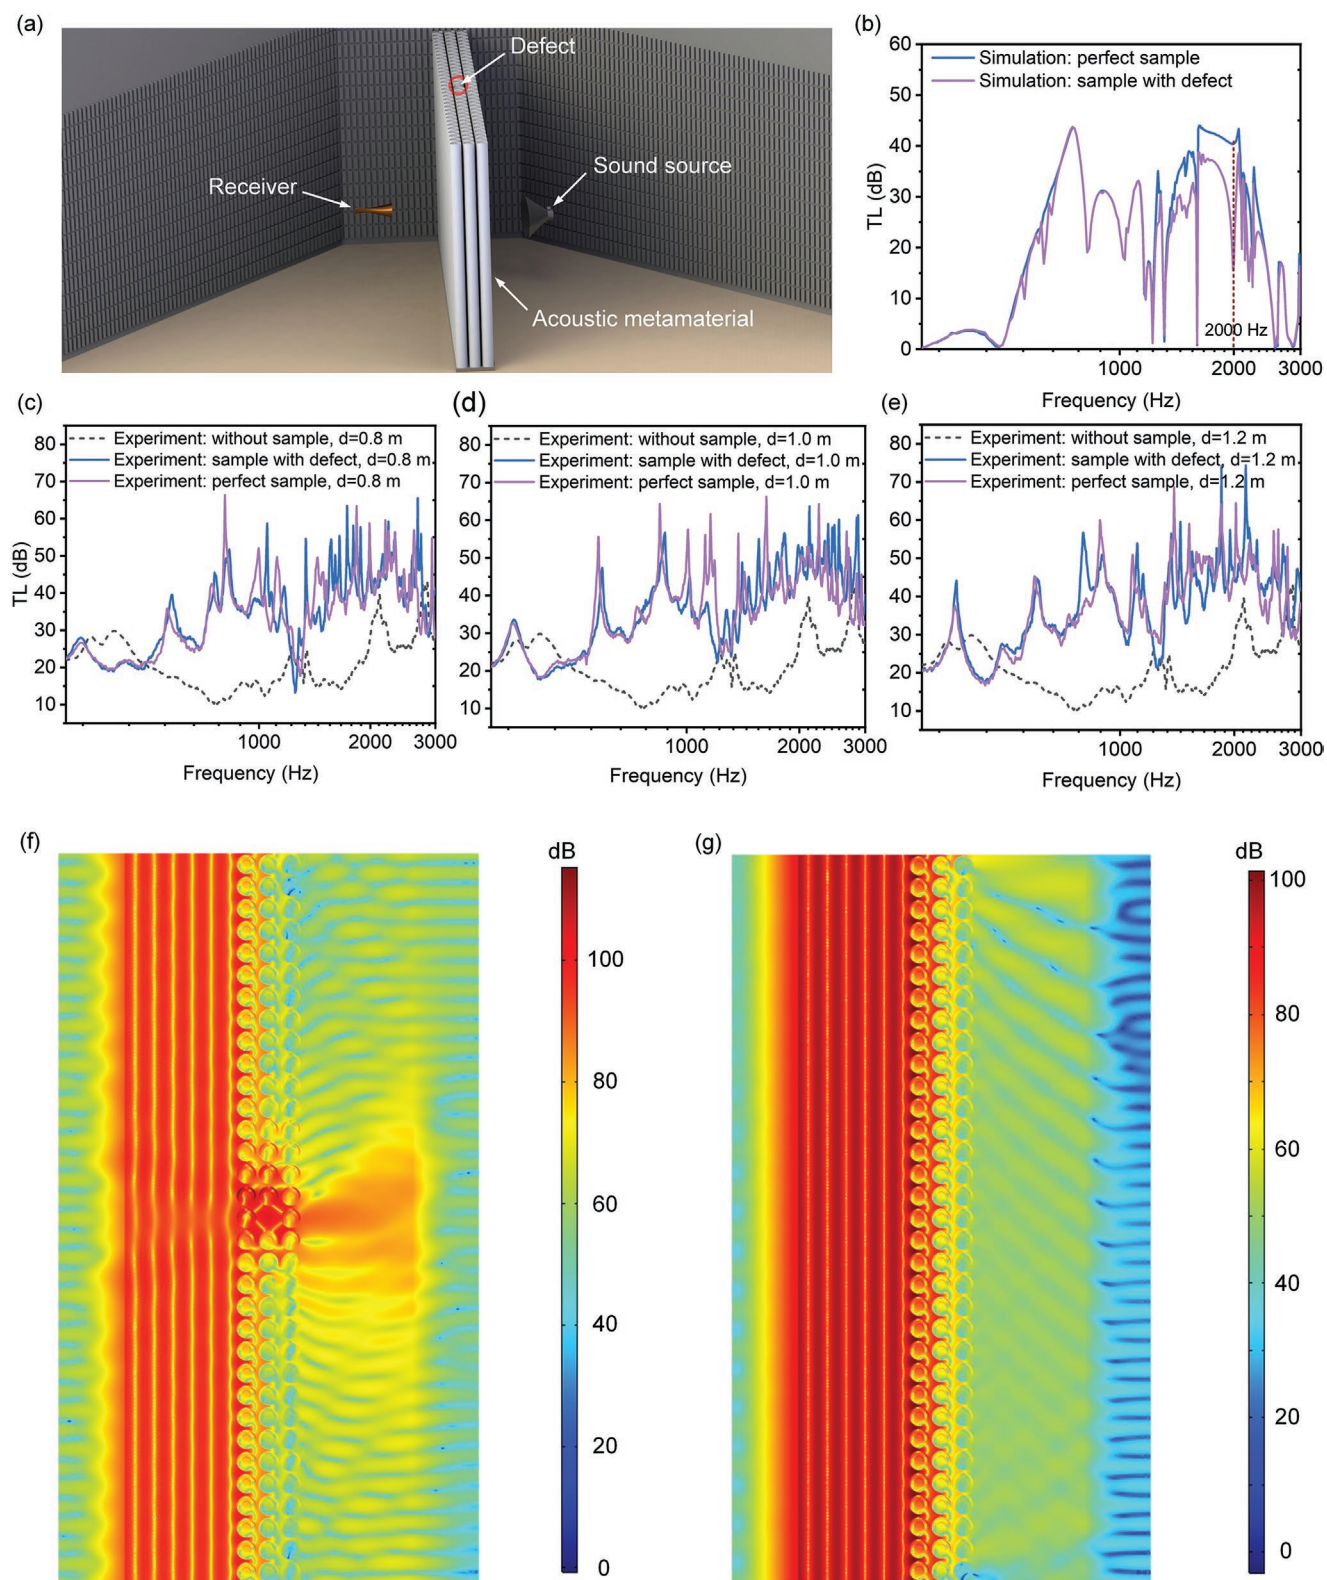 (a)
Defect
Receiver
Sound source
Acoustic metamaterial
(b)
Simulation: perfect sample
Simulation: sample with defect
60
50
40
30
20
10
0
TL (dB)
2000 Hz
1000
2000
3000
Frequency (Hz)
(c)
Experiment: without sample, d=0.8 m
Experiment: sample with defect, d=0.8 m
Experiment: perfect sample, d=0.8 m
80
70
60
50
40
30
20
10
TL (dB)
1000
2000
3000
Frequency (Hz)
(d)
Experiment: without sample, d=1.0 m
Experiment: sample with defect, d=1.0 m
Experiment: perfect sample, d=1.0 m
80
70
60
50
40
30
20
10
1000
2000
3000
Frequency (Hz)
(e)
Experiment: without sample, d=1.2 m
Experiment: sample with defect, d=1.2 m
Experiment: perfect sample, d=1.2 m
80
70
60
50
40
30
20
10
1000
2000
3000
Frequency (Hz)
(f)
dB
100
80
60
40
20
0
(g)
dB
100
80
60
40
20
0